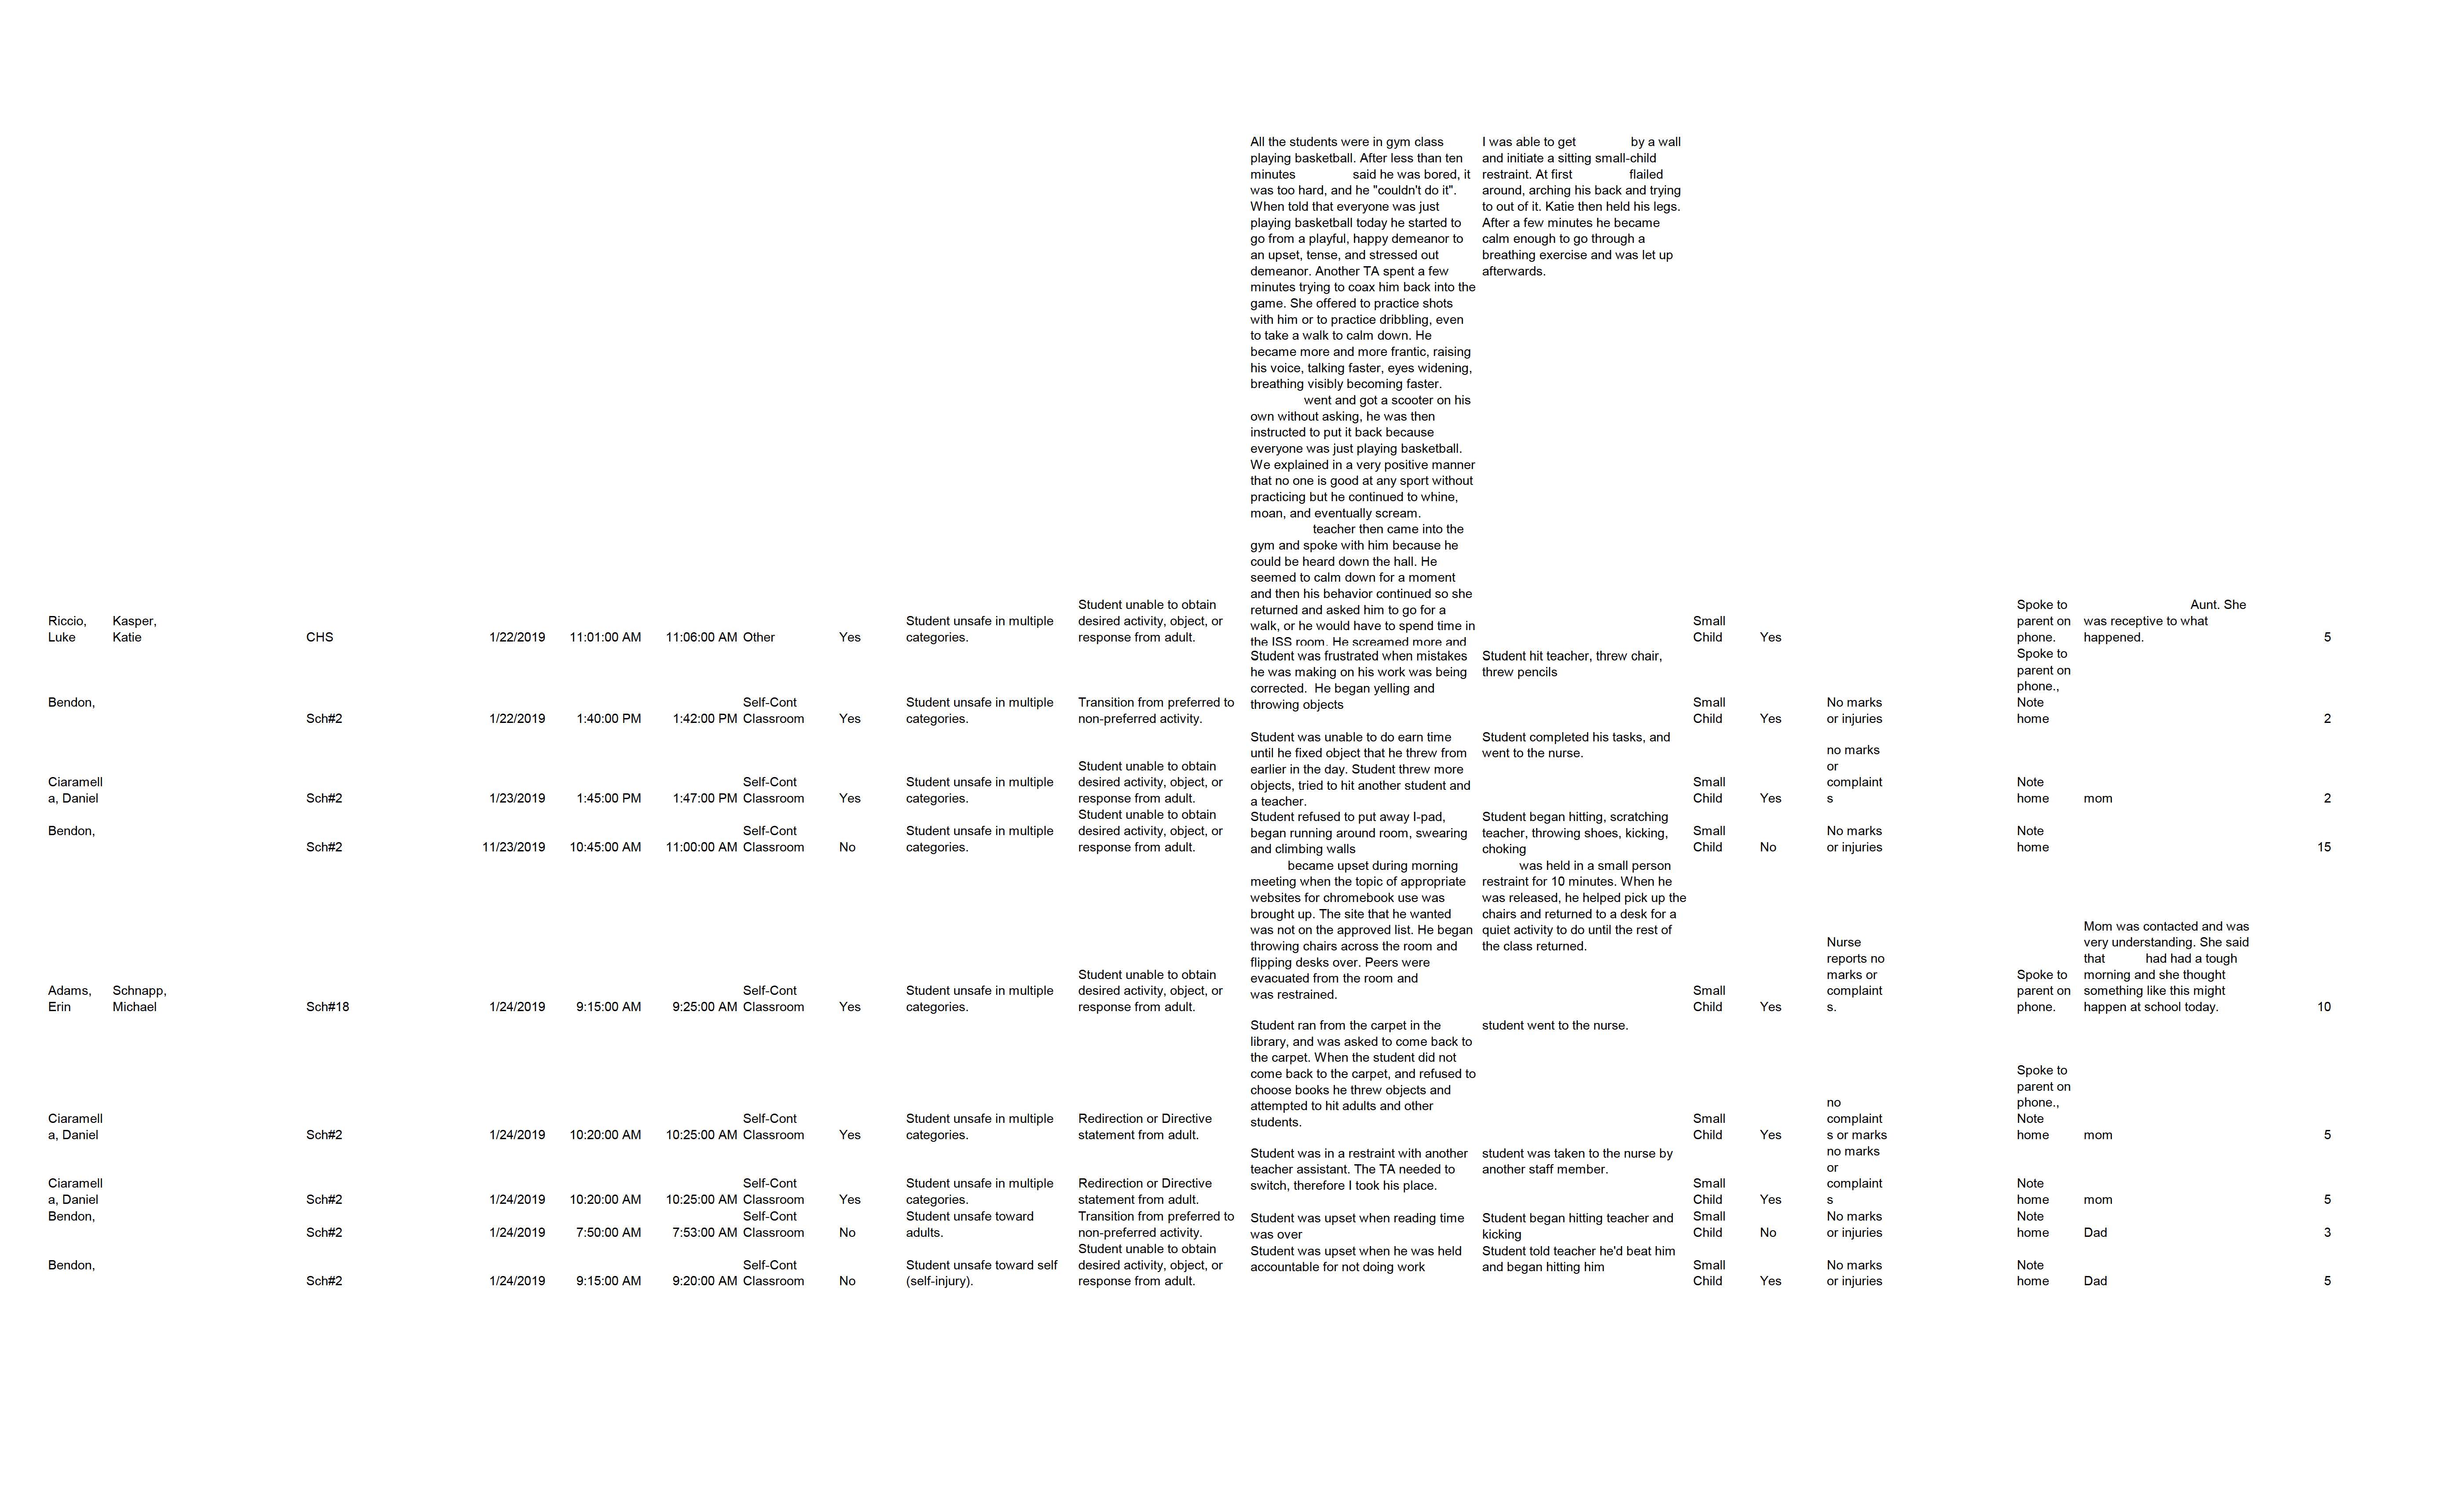 All the students were in gym class
playing basketball. After less than ten
minutes said he was bored, it
was too hard, and he "couldn't do it".
When told that everyone was just
playing basketball today he started to
go from a playful, happy demeanor to
an upset, tense, and stressed out
demeanor. Another TA spent a few
minutes trying to coax him back into the
game. She offered to practice shots
with him or to practice dribbling, even
to take a walk to calm down. He
became more and more frantic, raising
his voice, talking faster, eyes widening,
breathing visibly becoming faster.
went and got a scooter on his
own without asking, he was then
instructed to put it back because
everyone was just playing basketball.
We explained in a very positive manner
that no one is good at any sport without
practicing but he continued to whine,
moan, and eventually scream.
teacher then came into the
gym and spoke with him because he
could be heard down the hall. He
seemed to calm down for a moment
and then his behavior continued so she
returned and asked him to go for a
walk, or he would have to spend time in
the ISS room. He screamed more and
I was able to get by a wall
and initiate a sitting small-child
restraint. At first flailed
around, arching his back and trying
to out of it. Katie then held his legs.
After a few minutes he became
calm enough to go through a
breathing exercise and was let up
afterwards.
Riccio,
Luke
Kasper,
Katie
CHS
1/22/2019
11:01:00 AM
11:06:00 AM
Other
Yes
Student unsafe in multiple
categories.
Student unable to obtain
desired activity, object, or
response from adult.
Small
Child
Yes
Spoke to
parent on
phone.
Aunt. She
was receptive to what
happened.
5
Bendon,
Sch#2
1/22/2019
1:40:00 PM
1:42:00 PM
Self-Cont
Classroom
Yes
Student unsafe in multiple
categories.
Transition from preferred to
non-preferred activity.
Student was frustrated when mistakes
he was making on his work was being
corrected. He began yelling and
throwing objects
Student hit teacher, threw chair,
threw pencils
Small
Child
Yes
No marks
or injuries
Spoke to
parent on
phone.,
Note
home
2
Ciaramell
a, Daniel
Sch#2
1/23/2019
1:45:00 PM
1:47:00 PM
Self-Cont
Classroom
Yes
Student unsafe in multiple
categories.
Student unable to obtain
desired activity, object, or
response from adult.
Student was unable to do earn time
until he fixed object that he threw from
earlier in the day. Student threw more
objects, tried to hit another student and
a teacher.
Student completed his tasks, and
went to the nurse.
Small
Child
Yes
no marks
or
complaint
s
Note
home
mom
2
Bendon,
Sch#2
11/23/2019
10:45:00 AM
11:00:00 AM
Self-Cont
Classroom
No
Student unsafe in multiple
categories.
Student unable to obtain
desired activity, object, or
response from adult.
Student refused to put away I-pad,
began running around room, swearing
and climbing walls
Student began hitting, scratching
teacher, throwing shoes, kicking,
choking
Small
Child
No
No marks
or injuries
Note
home
15
Adams,
Erin
Schnapp,
Michael
Sch#18
1/24/2019
9:15:00 AM
9:25:00 AM
Self-Cont
Classroom
Yes
Student unsafe in multiple
categories.
Student unable to obtain
desired activity, object, or
response from adult.
became upset during morning
meeting when the topic of appropriate
websites for chromebook use was
brought up. The site that he wanted
was not on the approved list. He began
throwing chairs across the room and
flipping desks over. Peers were
evacuated from the room and
was restrained.
was held in a small person
restraint for 10 minutes. When he
was released, he helped pick up the
chairs and returned to a desk for a
quiet activity to do until the rest of
the class returned.
Small
Child
Yes
Nurse
reports no
marks or
complaint
s.
Spoke to
parent on
phone.
Mom was contacted and was
very understanding. She said
that had had a tough
morning and she thought
something like this might
happen at school today.
10
Ciaramell
a, Daniel
Sch#2
1/24/2019
10:20:00 AM
10:25:00 AM
Self-Cont
Classroom
Yes
Student unsafe in multiple
categories.
Redirection or Directive
statement from adult.
Student ran from the carpet in the
library, and was asked to come back to
the carpet. When the student did not
come back to the carpet, and refused to
choose books he threw objects and
attempted to hit adults and other
students.
student went to the nurse.
Small
Child
Yes
no
complaint
s or marks
Spoke to
parent on
phone.,
Note
home
mom
5
Ciaramell
a, Daniel
Sch#2
1/24/2019
10:20:00 AM
10:25:00 AM
Self-Cont
Classroom
Yes
Student unsafe in multiple
categories.
Redirection or Directive
statement from adult.
Student was in a restraint with another
teacher assistant. The TA needed to
switch, therefore I took his place.
student was taken to the nurse by
another staff member.
Small
Child
Yes
no marks
or
complaint
s
Note
home
mom
5
Bendon,
Sch#2
1/24/2019
7:50:00 AM
7:53:00 AM
Self-Cont
Classroom
No
Student unsafe toward
adults.
Transition from preferred to
non-preferred activity.
Student was upset when reading time
was over
Student began hitting teacher and
kicking
Small
Child
No
No marks
or injuries
Note
home
Dad
3
Bendon,
Sch#2
1/24/2019
9:15:00 AM
9:20:00 AM
Self-Cont
Classroom
No
Student unsafe toward self
(self-injury).
Student unable to obtain
desired activity, object, or
response from adult.
Student was upset when he was held
accountable for not doing work
Student told teacher he'd beat him
and began hitting him
Small
Child
Yes
No marks
or injuries
Note
home
Dad
5